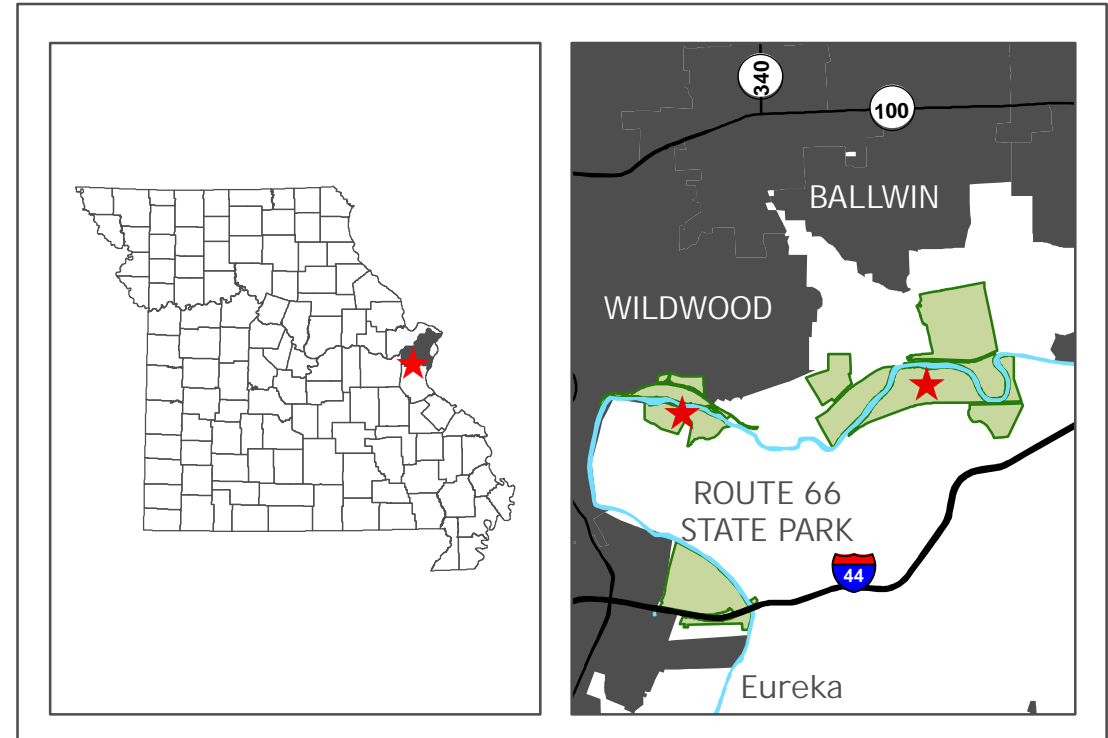 340
100
BALLWIN
WILDWOOD
ROUTE 66
STATE PARK
44
Eureka